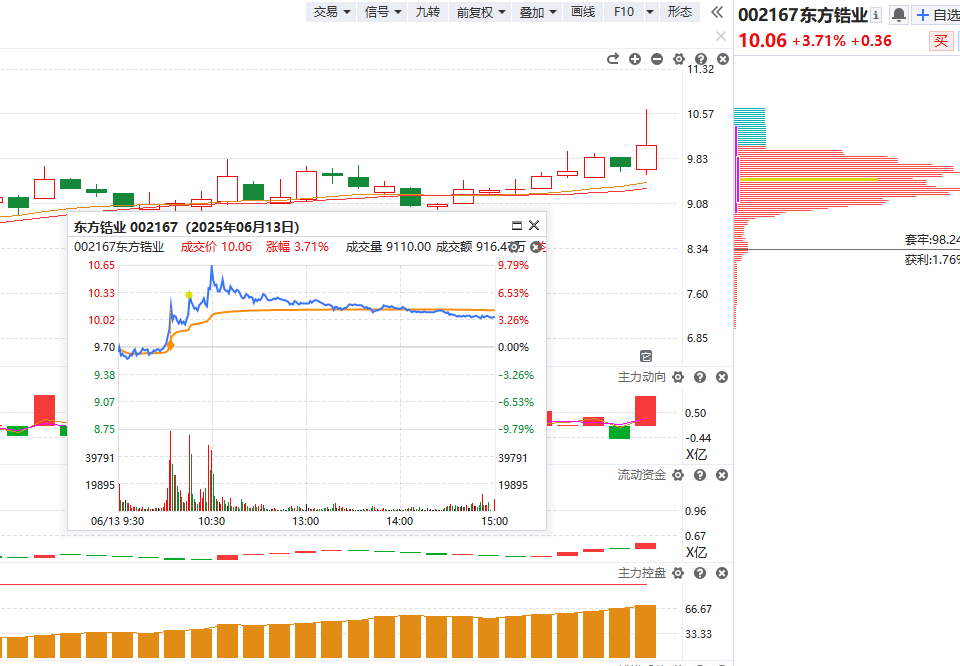 交易 信号 九转 前复权 叠加 画线 F10 形态
002167东方锆业 自选
10.06 +3.71% +0.36 买
11.32
10.57
9.83
9.08
8.34
7.60
6.85
套牢:98.24
获利:1.76%
东方锆业 002167（2025年06月13日）
002167东方锆业 成交价 10.06 涨幅 3.71% 成交量 9110.00 成交额 916.4
10.65 9.79%
10.33 6.53%
10.02 3.26%
9.70 0.00%
9.38 -3.26%
9.07 -6.53%
8.75 -9.79%
39791 39791
19895 19895
06/13 9:30 10:30 13:00 14:00 15:00
主力动向
0.50
-0.44
X亿
流动资金
0.96
0.67
X亿
主力控盘
66.67
33.33